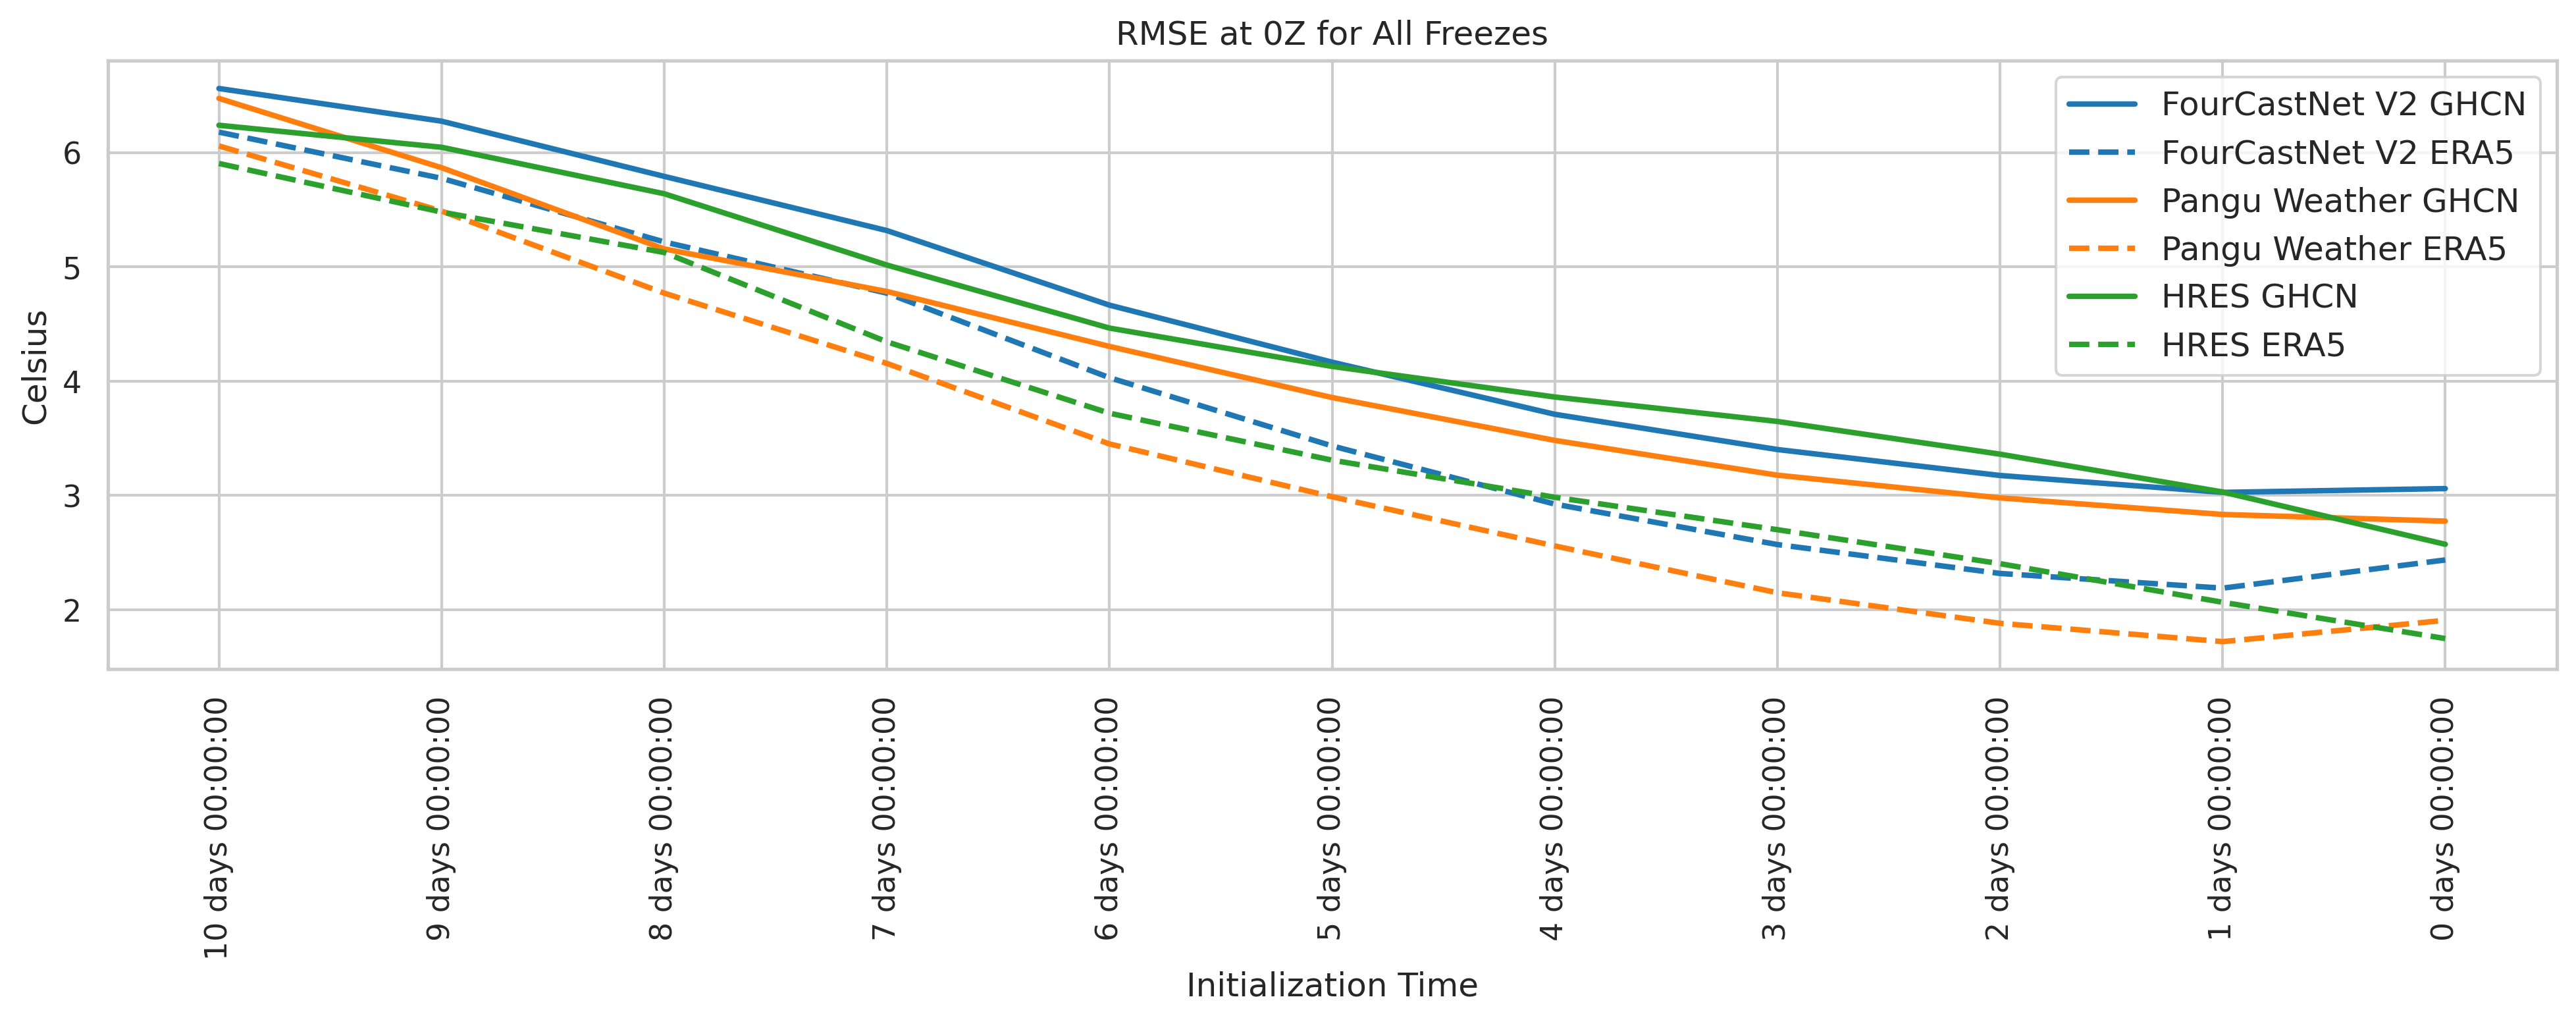 RMSE at 0Z for All Freezes
Celsius
6
5
4
3
2
FourCastNet V2 GHCN
FourCastNet V2 ERA5
Pangu Weather GHCN
Pangu Weather ERA5
HRES GHCN
HRES ERA5
10 days 00:00:00
9 days 00:00:00
8 days 00:00:00
7 days 00:00:00
6 days 00:00:00
5 days 00:00:00
4 days 00:00:00
3 days 00:00:00
2 days 00:00:00
1 days 00:00:00
0 days 00:00:00
Initialization Time